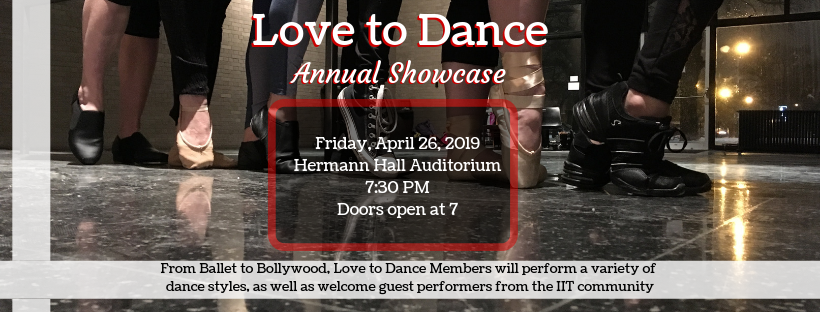 Love to Dance
Annual Showcase
Friday, April 26, 2019
Hermann Hall Auditorium
7:30 PM
Doors open at 7
From Ballet to Bollywood, Love to Dance Members will perform a variety of
dance styles, as well as welcome guest performers from the IIT community